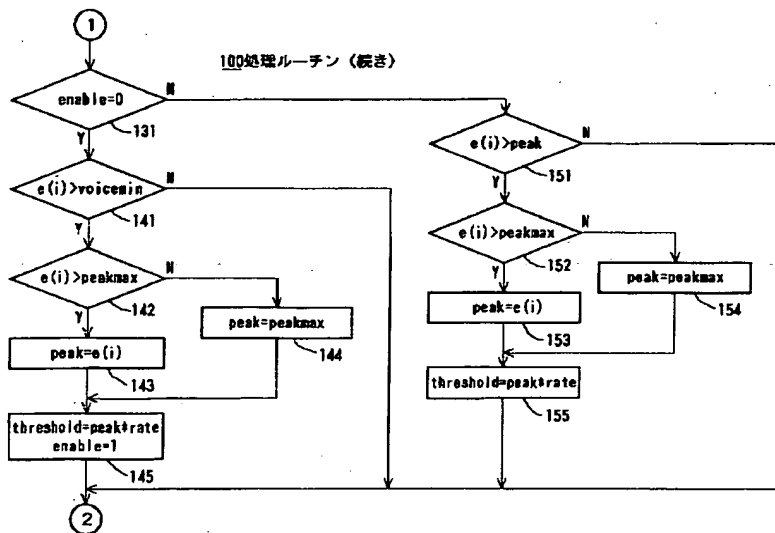 1
100処理ルーチン (続き)
enable=0
N
Y
131
e(i)>voicemin
N
Y
141
e(i)>peakmax
N
Y
142
peak=peakmax
144
peak=e(i)
143
threshold=peak*rate
enable=1
145
2
e(i)>peak
N
Y
151
e(i)>peakmax
N
Y
152
peak=peakmax
154
peak=e(i)
153
threshold=peak*rate
155